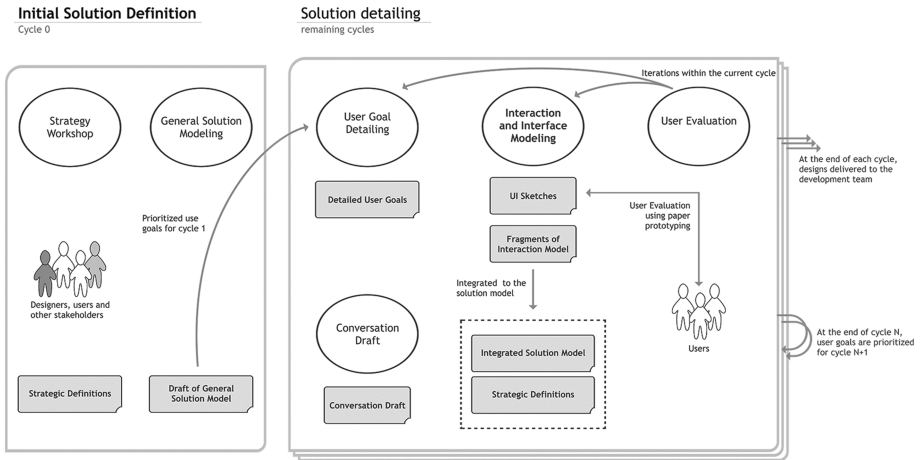 Initial Solution Definition
Cycle 0
Solution detailing
remaining cycles
Strategy
Workshop
General Solution
Modeling
Prioritized use
goals for cycle 1
Designers, users and
other stakeholders
Strategic Definitions
Draft of General
Solution Model
Iterations within the current cycle
User Goal
Detailing
Interaction
and Interface
Modeling
User Evaluation
Detailed User Goals
UI Sketches
Fragments of
Interaction Model
User Evaluation
using paper
prototyping
Integrated to the
solution model
Users
Conversation
Draft
Conversation Draft
Integrated Solution Model
Strategic Definitions
At the end of each cycle,
designs delivered to the
development team
At the end of cycle N,
user goals are prioritized
for cycle N+1